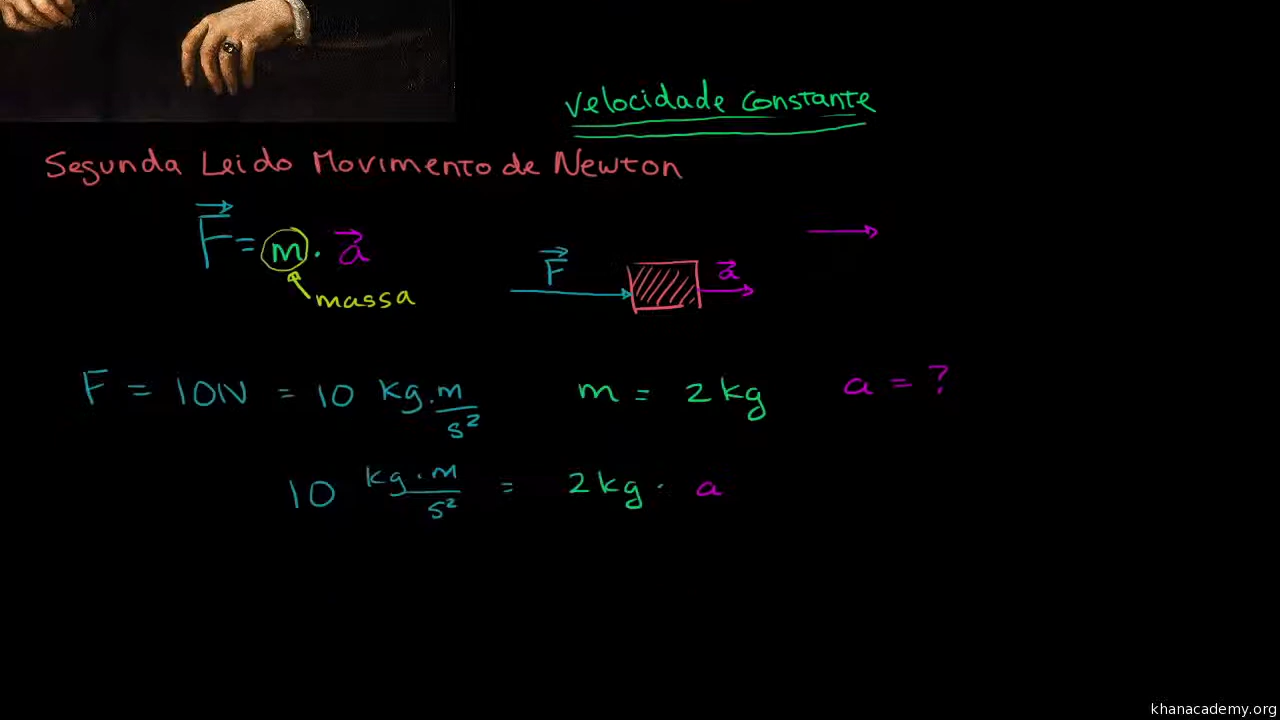 Velocidade Constante
Segunda Lei do Movimento de Newton
F = m . a
massa
F
a
F = 10N = 10 kg.m/s² m = 2kg a = ?
10 kg.m/s² = 2kg . a
khanacademy.org